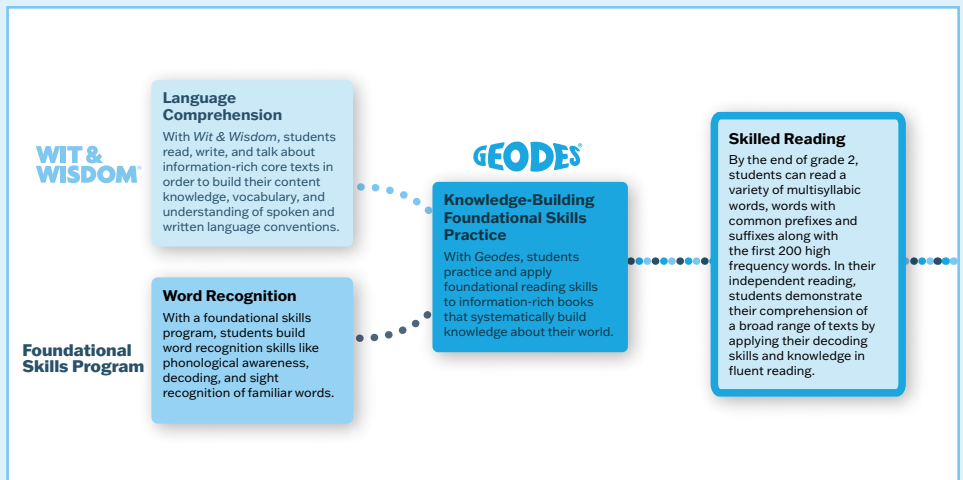 WIT &
WISDOM®
Language
Comprehension
With Wit & Wisdom, students
read, write, and talk about
information-rich core texts in
order to build their content
knowledge, vocabulary, and
understanding of spoken and
written language conventions.
Foundational
Skills Program
Word Recognition
With a foundational skills
program, students build
word recognition skills like
phonological awareness,
decoding, and sight
recognition of familiar words.
GEODES®
Knowledge-Building
Foundational Skills
Practice
With Geodes, students
practice and apply
foundational reading skills
to information-rich books
that systematically build
knowledge about their world.
Skilled Reading
By the end of grade 2,
students can read a
variety of multisyllabic
words, words with
common prefixes and
suffixes along with
the first 200 high
frequency words. In their
independent reading,
students demonstrate
their comprehension of
a broad range of texts by
applying their decoding
skills and knowledge in
fluent reading.